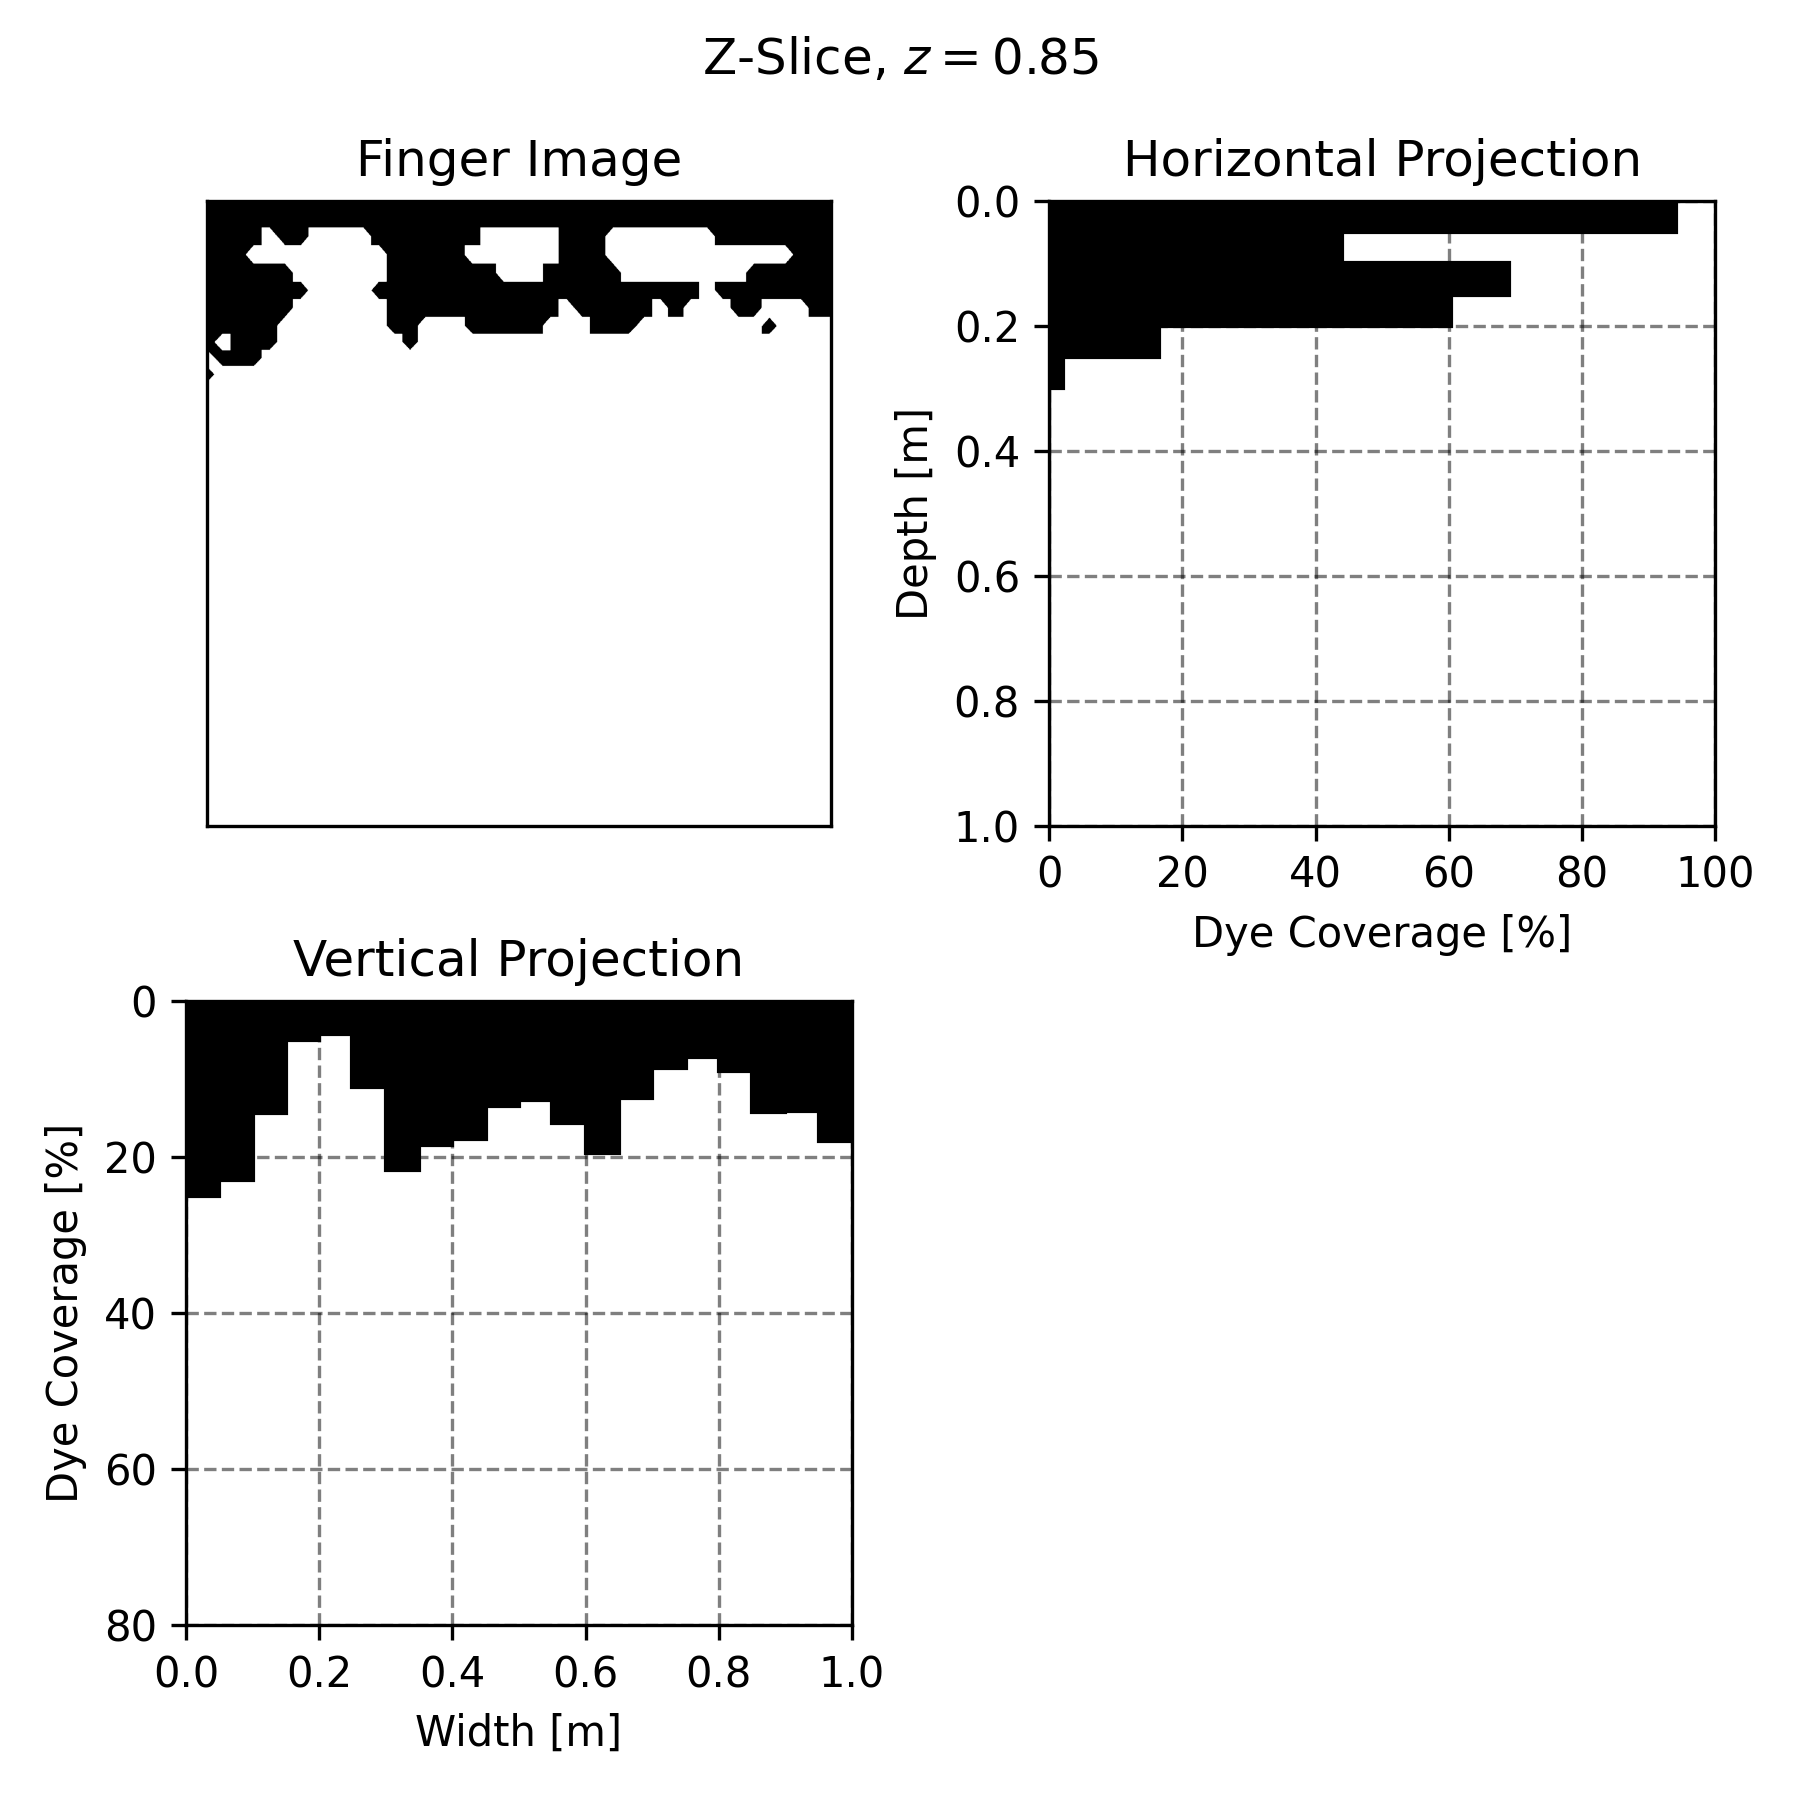 Z-Slice, z = 0.85
Finger Image
Horizontal Projection
0.0
0.2
0.4
0.6
0.8
1.0
Depth [m]
0 20 40 60 80 100
Dye Coverage [%]
Vertical Projection
0
20
40
60
80
Dye Coverage [%]
0.0 0.2 0.4 0.6 0.8 1.0
Width [m]